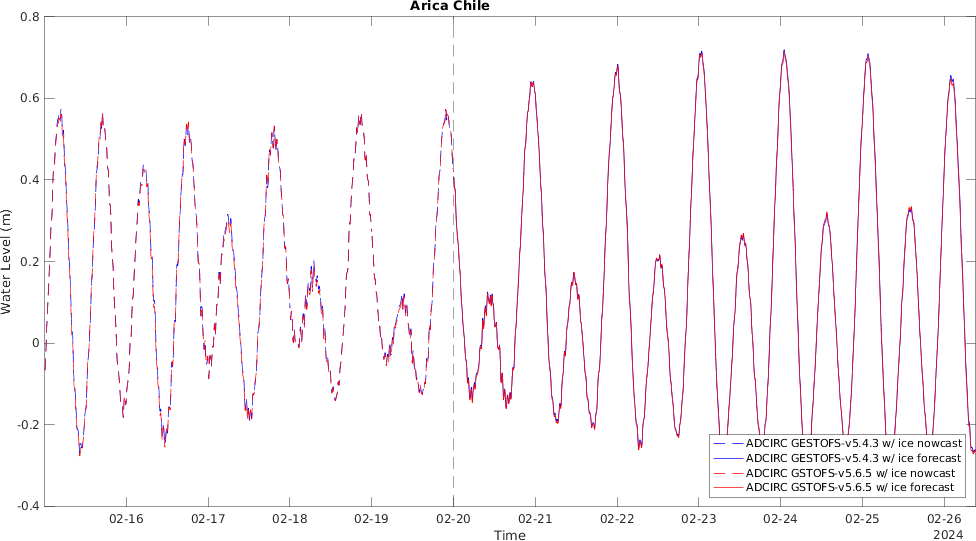 Arica Chile
0.8
0.6
0.4
0.2
0
-0.2
-0.4
Water Level (m)
ADCIRC GESTOFS-v5.4.3 w/ ice nowcast
ADCIRC GESTOFS-v5.4.3 w/ ice forecast
ADCIRC GSTOFS-v5.6.5 w/ ice nowcast
ADCIRC GSTOFS-v5.6.5 w/ ice forecast
02-16 02-17 02-18 02-19 02-20 02-21 02-22 02-23 02-24 02-25 02-26
Time
2024